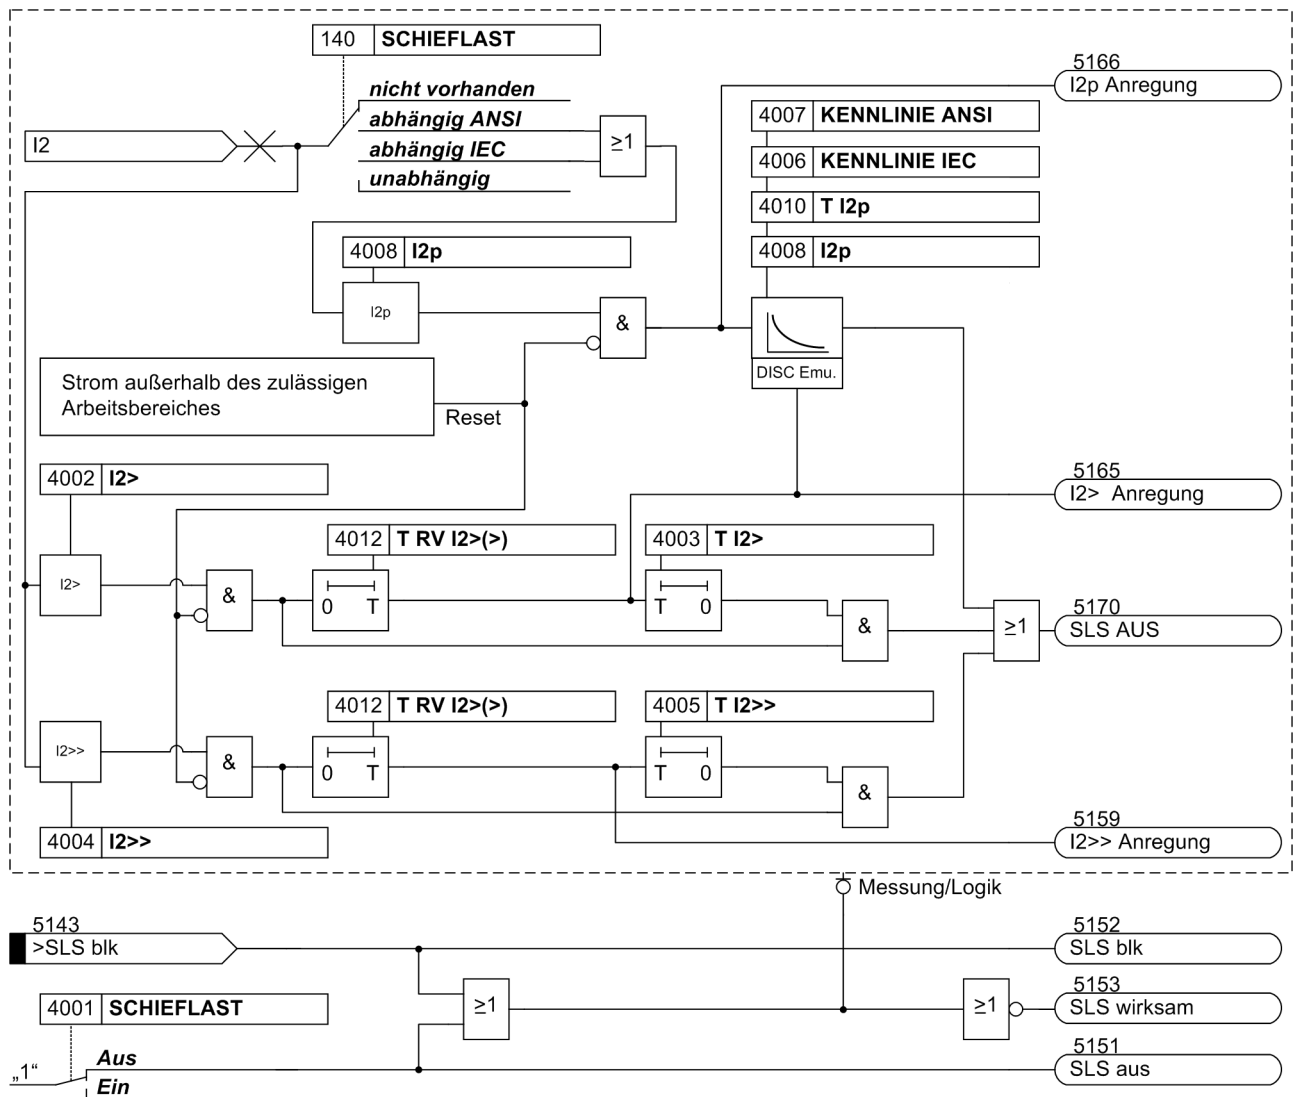 140 SCHIEFLAST
5166
I2p Anregung
nicht vorhanden
abhängig ANSI
abhängig IEC
unabhängig
I2
≥1
4007 KENNLINIE ANSI
4006 KENNLINIE IEC
4010 T I2p
4008 I2p
4008 I2p
I2p
&
DISC Emu.
Strom außerhalb des zulässigen
Arbeitsbereiches
Reset
4002 I2>
5165
I2> Anregung
4012 T RV I2>(>)
4003 T I2>
I2>
&
0 T
T 0
&
≥1
5170
SLS AUS
4012 T RV I2>(>)
4005 T I2>>
I2>>
&
0 T
T 0
&
4004 I2>>
5159
I2>> Anregung
Messung/Logik
5143
>SLS blk
5152
SLS blk
4001 SCHIEFLAST
≥1
≥1
5153
SLS wirksam
„1“
Aus
Ein
5151
SLS aus